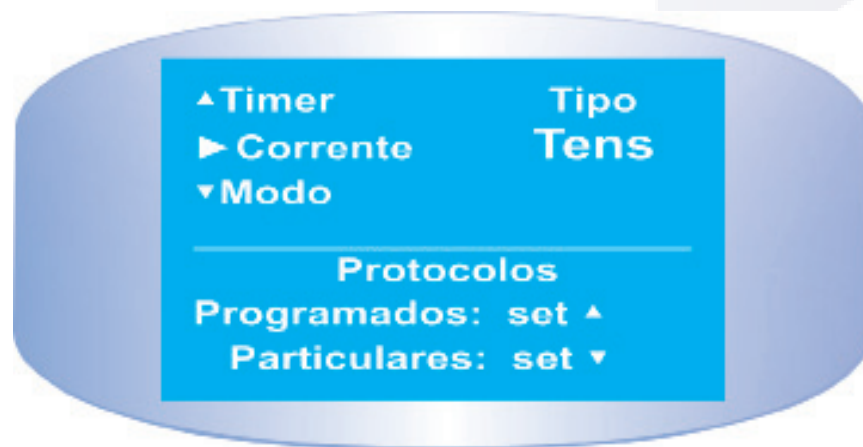 ▲Timer Tipo
►Corrente Tens
▼Modo
Protocolos
Programados: set ▲
Particulares: set ▼